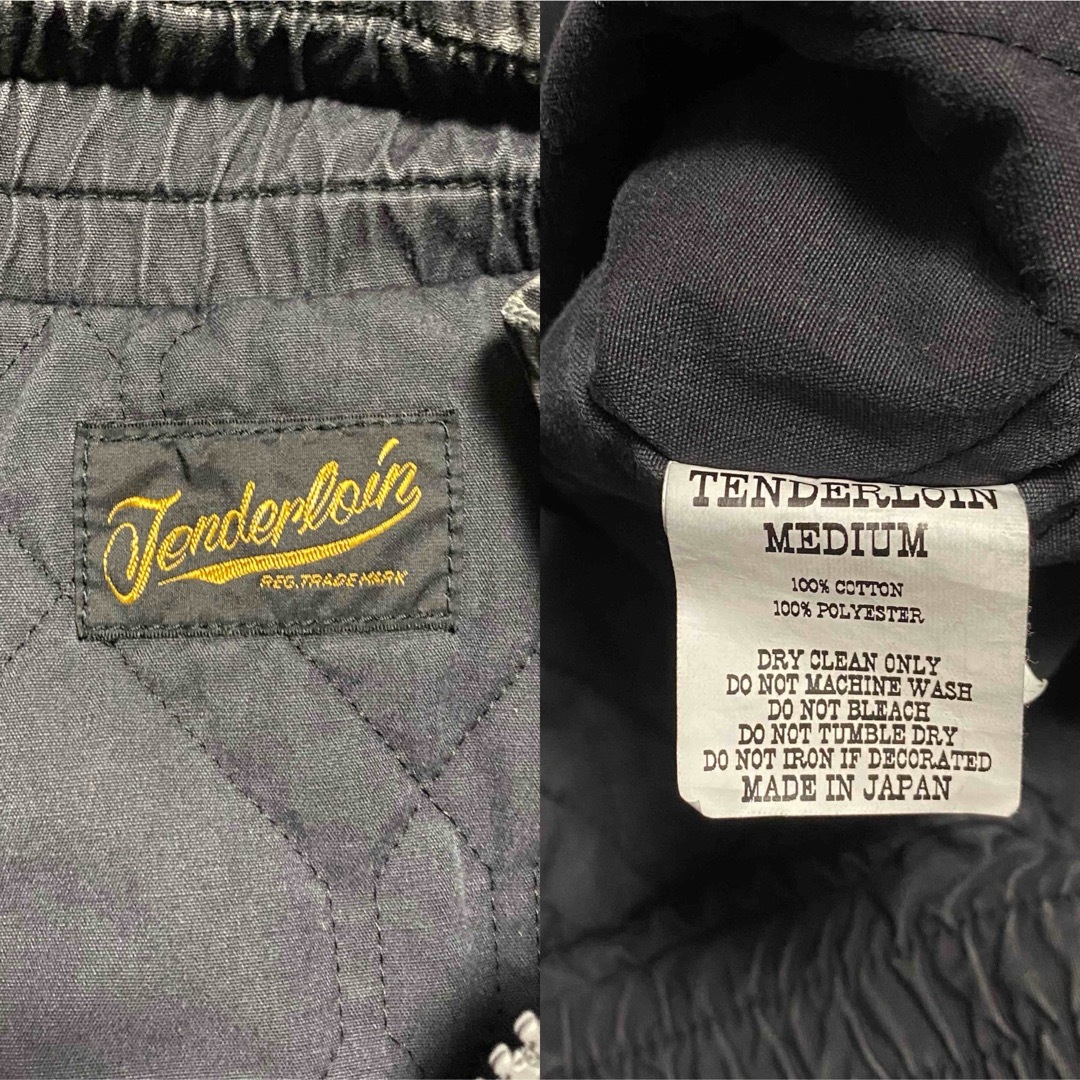 Tenderloin
REG. TRADE MARK
TENDERLOIN
MEDIUM
100% COTTON
100% POLYESTER
DRY CLEAN ONLY
DO NOT MACHINE WASH
DO NOT BLEACH
DO NOT TUMBLE DRY
DO NOT IRON IF DECORATED
MADE IN JAPAN